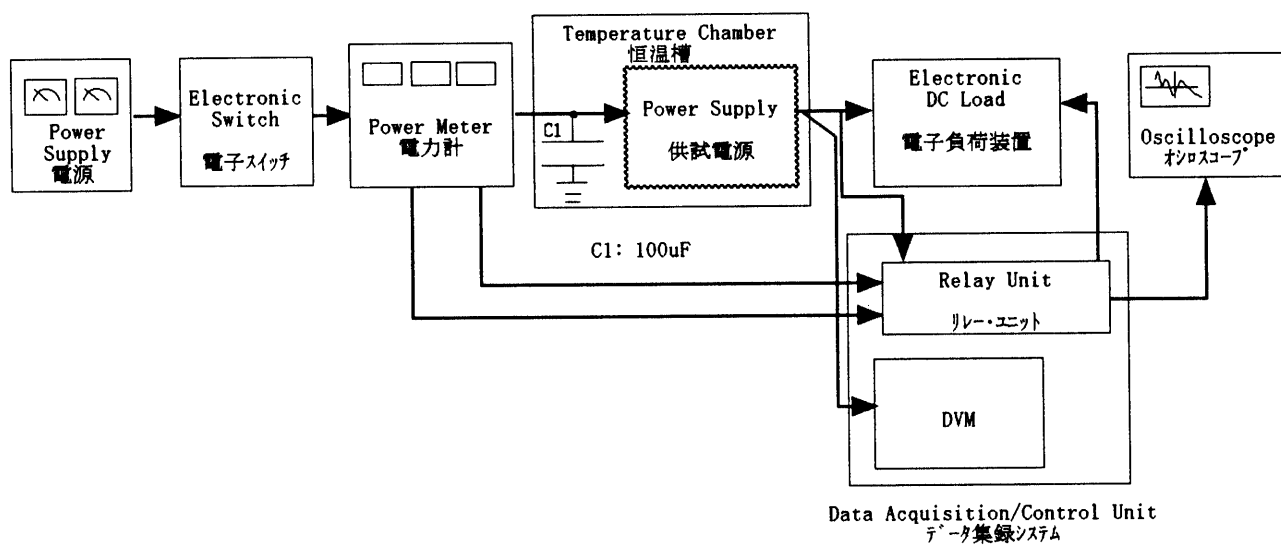 Power
Supply
電源
Electronic
Switch
電子スイッチ
Power Meter
電力計
Temperature Chamber
恒温槽
C1
Power Supply
供試電源
Electronic
DC Load
電子負荷装置
Oscilloscope
オシロスコープ
C1: 100uF
Relay Unit
リレー・ユニット
DVM
Data Acquisition/Control Unit
データ集録システム